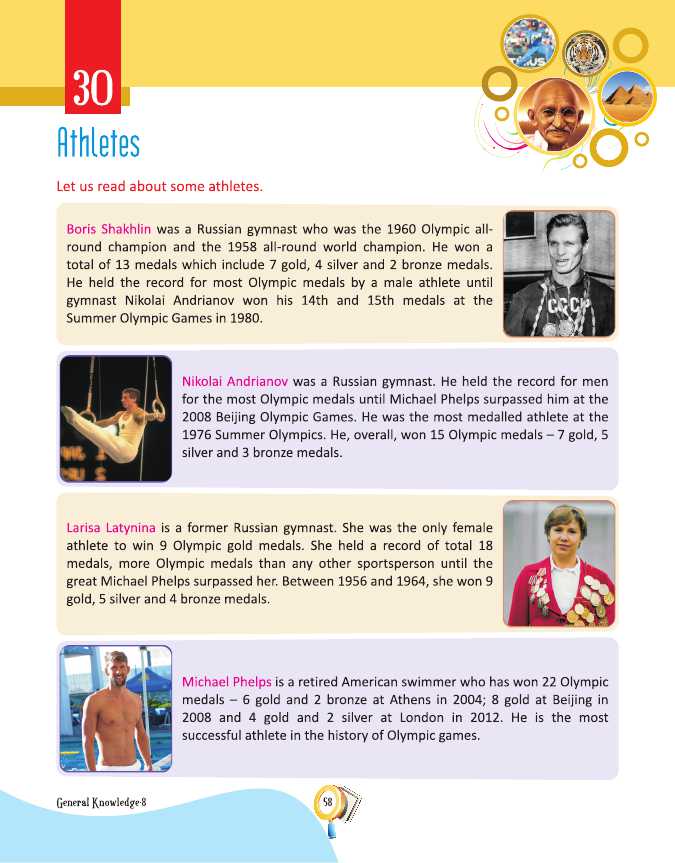 30
Athletes
Let us read about some athletes.
Boris Shakhlin was a Russian gymnast who was the 1960 Olympic all-
round champion and the 1958 all-round world champion. He won a
total of 13 medals which include 7 gold, 4 silver and 2 bronze medals.
He held the record for most Olympic medals by a male athlete until
gymnast Nikolai Andrianov won his 14th and 15th medals at the
Summer Olympic Games in 1980.
CCCP
Nikolai Andrianov was a Russian gymnast. He held the record for men
for the most Olympic medals until Michael Phelps surpassed him at the
2008 Beijing Olympic Games. He was the most medalled athlete at the
1976 Summer Olympics. He, overall, won 15 Olympic medals – 7 gold, 5
silver and 3 bronze medals.
Larisa Latynina is a former Russian gymnast. She was the only female
athlete to win 9 Olympic gold medals. She held a record of total 18
medals, more Olympic medals than any other sportsperson until the
great Michael Phelps surpassed her. Between 1956 and 1964, she won 9
gold, 5 silver and 4 bronze medals.
Michael Phelps is a retired American swimmer who has won 22 Olympic
medals – 6 gold and 2 bronze at Athens in 2004; 8 gold at Beijing in
2008 and 4 gold and 2 silver at London in 2012. He is the most
successful athlete in the history of Olympic games.
General Knowledge-8
58